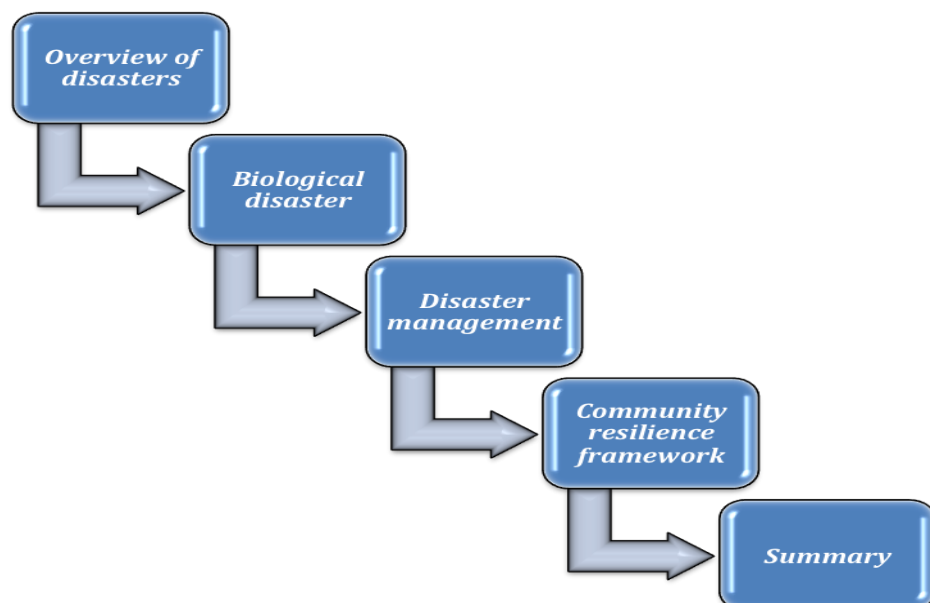 Overview of
disasters
Biological
disaster
Disaster
management
Community
resilience
framework
Summary